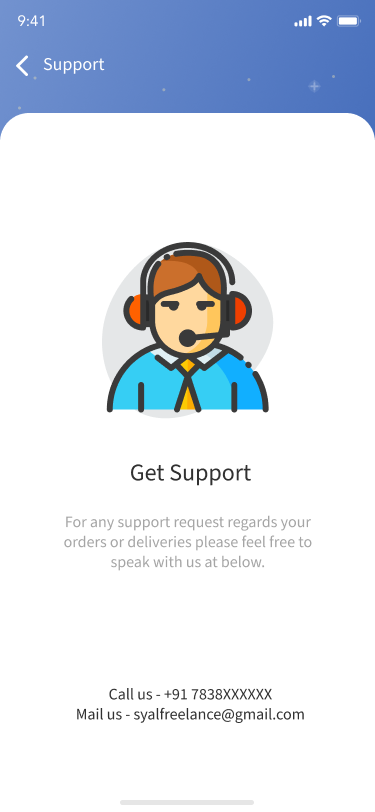 9:41
Support
Get Support
For any support request regards your
orders or deliveries please feel free to
speak with us at below.
Call us - +91 7838XXXXXX
Mail us - syalfreelance@gmail.com